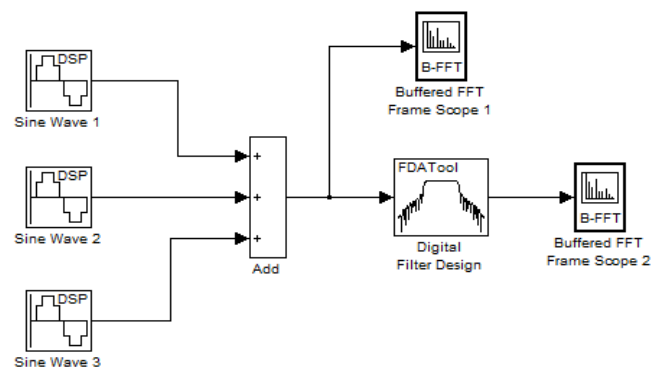 DSP
Sine Wave 1
B-FFT
Buffered FFT
Frame Scope 1
DSP
Sine Wave 2
+
+
+
Add
FDATool
Digital
Filter Design
B-FFT
Buffered FFT
Frame Scope 2
DSP
Sine Wave 3